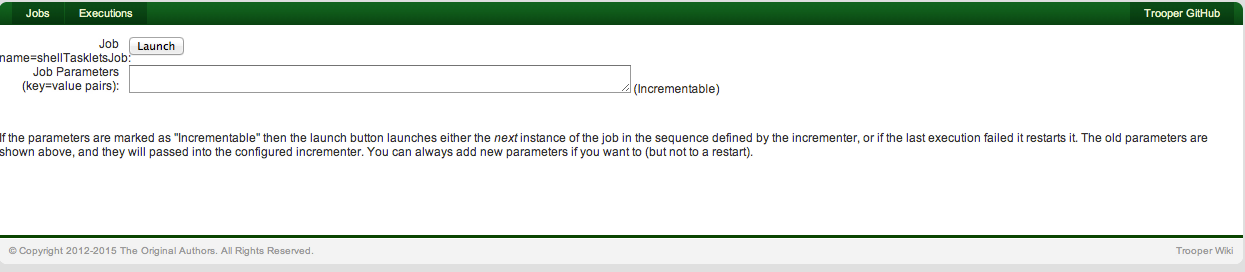 Jobs Executions Trooper GitHub
Job Launch
name=shellTaskletsJob:
Job Parameters
(key=value pairs): (Incrementable)
If the parameters are marked as "Incrementable" then the launch button launches either the next instance of the job in the sequence defined by the incrementer, or if the last execution failed it restarts it. The old parameters are
shown above, and they will passed into the configured incrementer. You can always add new parameters if you want to (but not to a restart).
© Copyright 2012-2015 The Original Authors. All Rights Reserved. Trooper Wiki